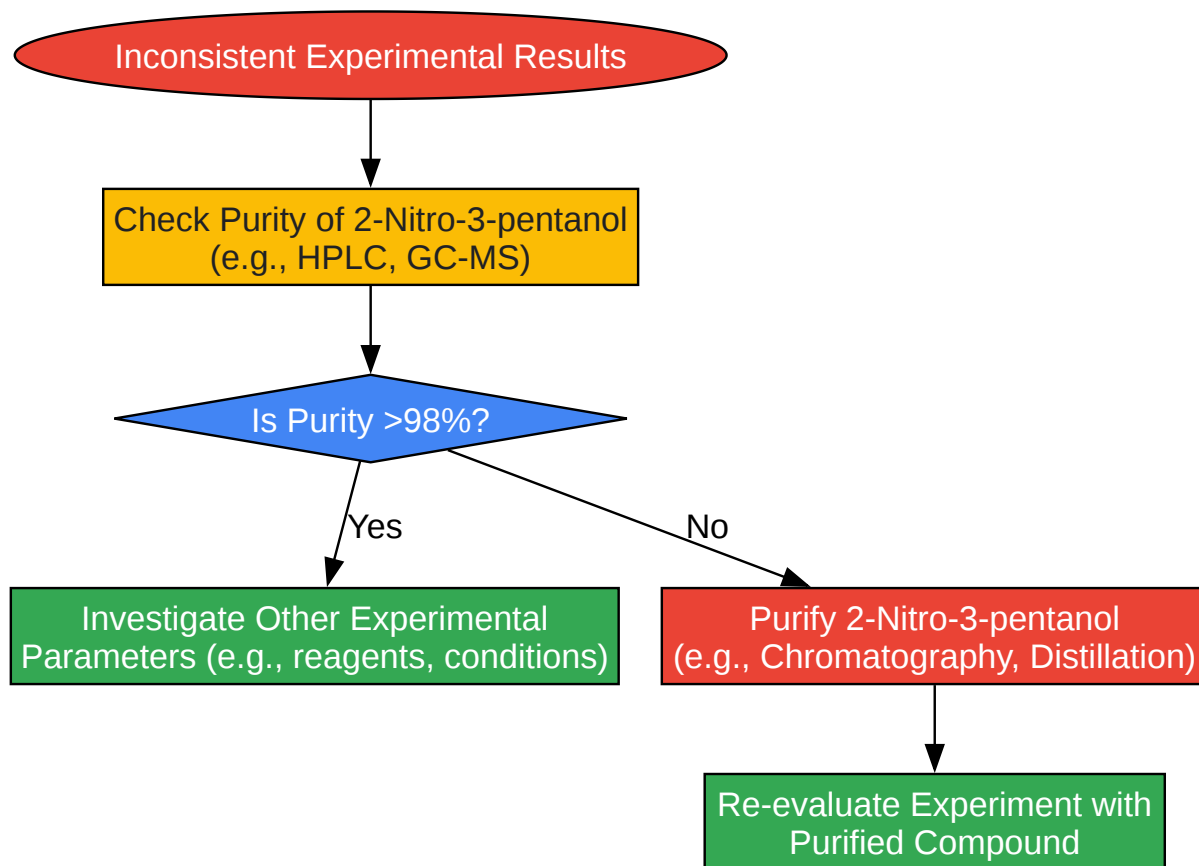 Inconsistent Experimental Results
Check Purity of 2-Nitro-3-pentanol
(e.g., HPLC, GC-MS)
Is Purity >98%?
Yes
No
Investigate Other Experimental
Parameters (e.g., reagents, conditions)
Purify 2-Nitro-3-pentanol
(e.g., Chromatography, Distillation)
Re-evaluate Experiment with
Purified Compound